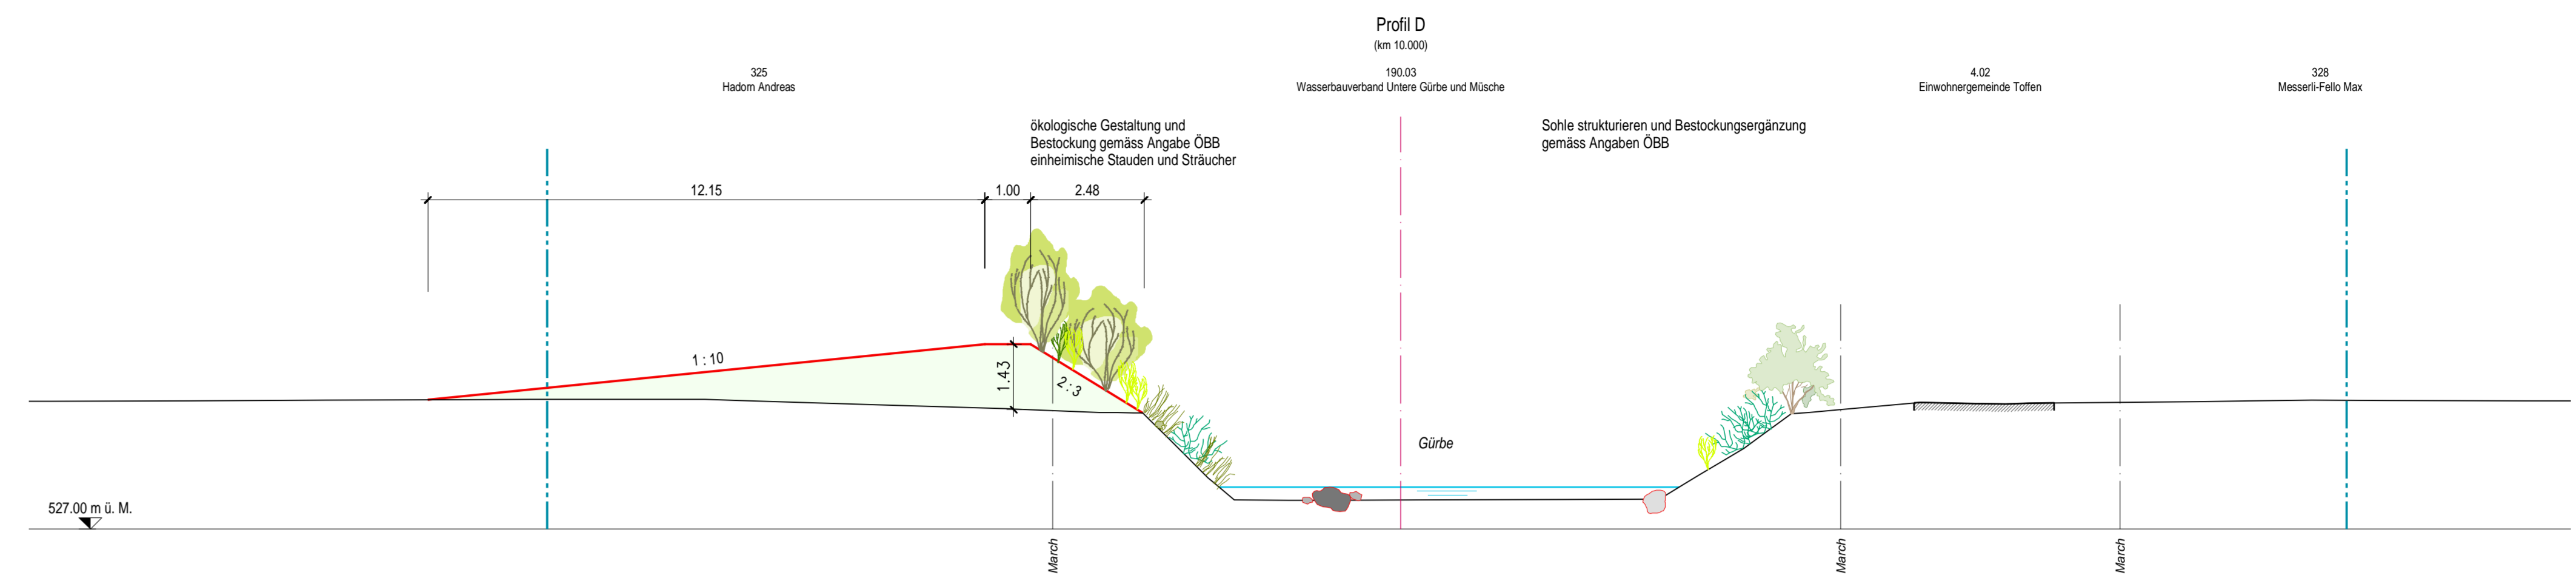 Profil D
(km 10.000)
325
Hadorn Andreas
190.03
Wasserbauverband Untere Gürbe und Müsche
4.02
Einwohnergemeinde Toffen
328
Messerli-Fello Max
ökologische Gestaltung und
Bestockung gemäss Angabe ÖBB
einheimische Stauden und Sträucher
Sohle strukturieren und Bestockungsergänzung
gemäss Angaben ÖBB
12.15
1.00
2.48
1 : 10
1.43
2 : 3
Gürbe
527.00 m ü. M.
March
March
March